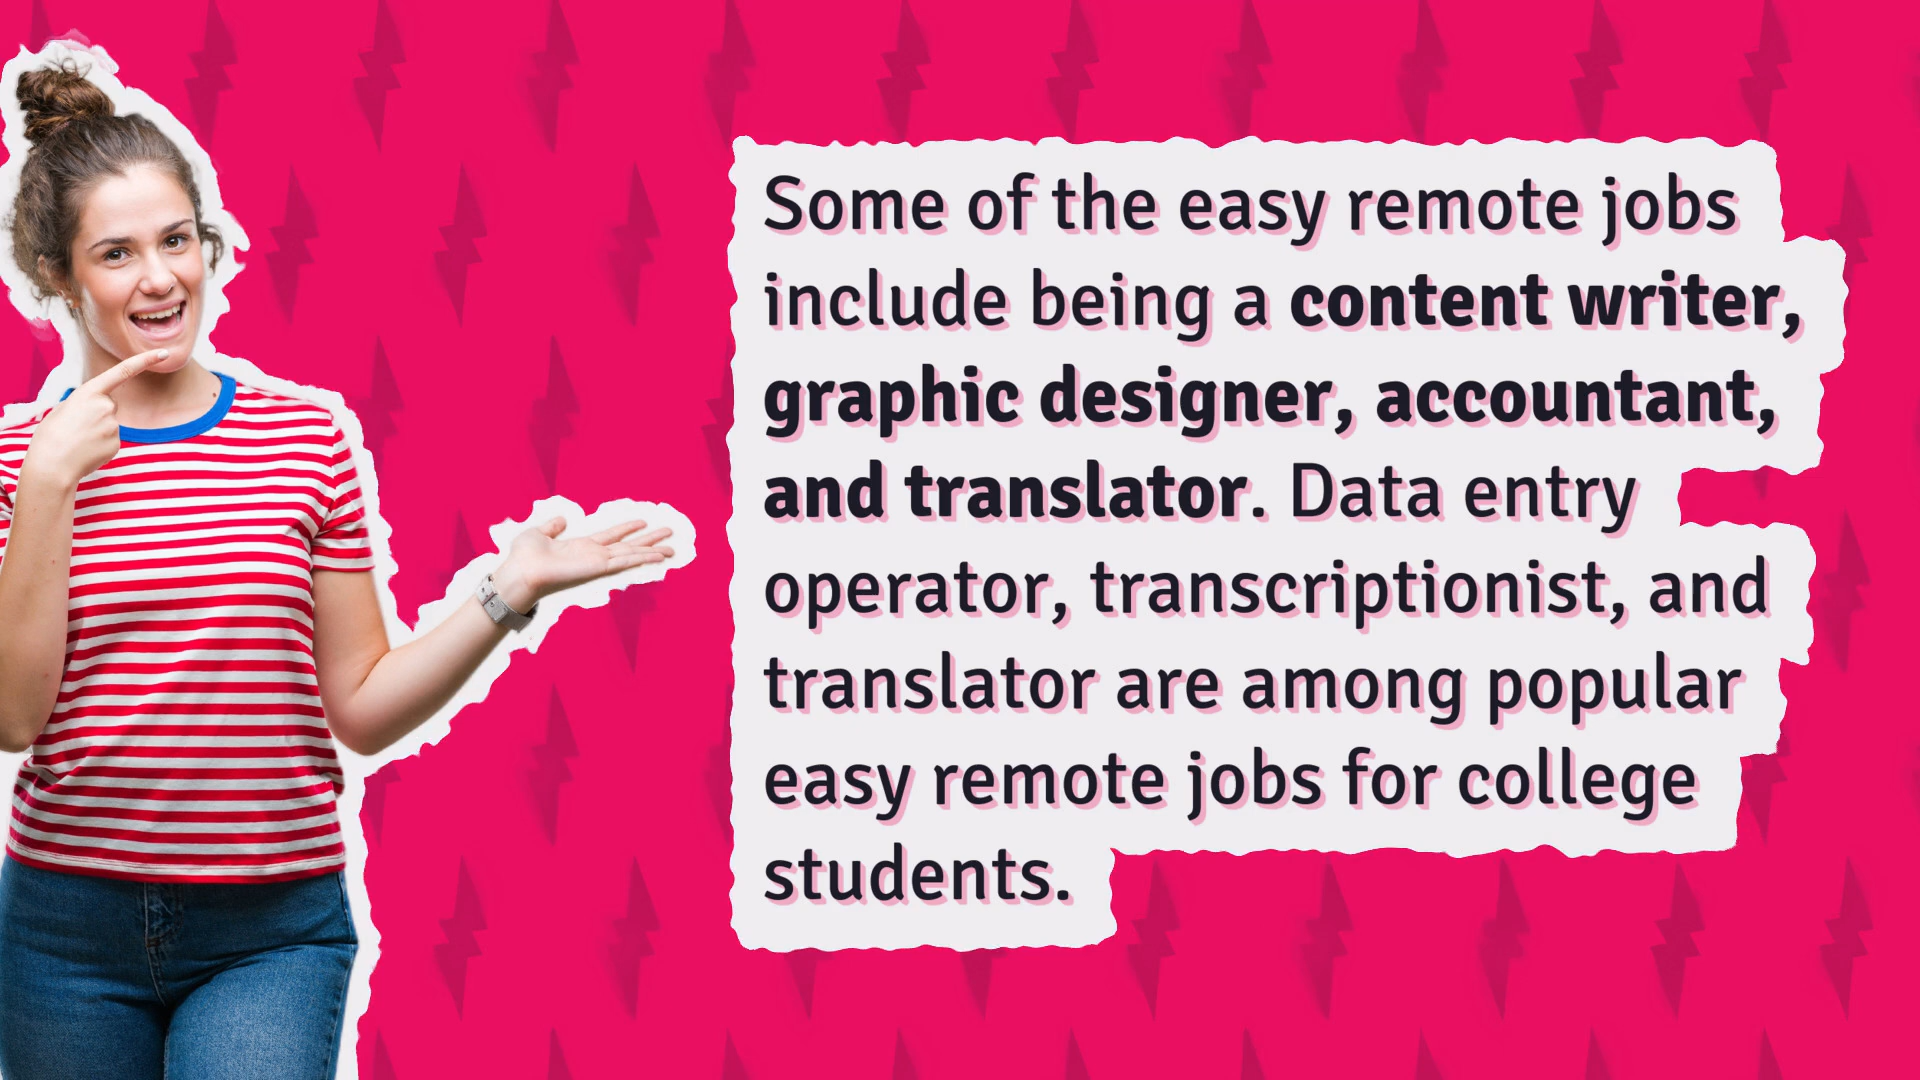 Some of the easy remote jobs
include being a content writer,
graphic designer, accountant,
and translator. Data entry
operator, transcriptionist, and
translator are among popular
easy remote jobs for college
students.